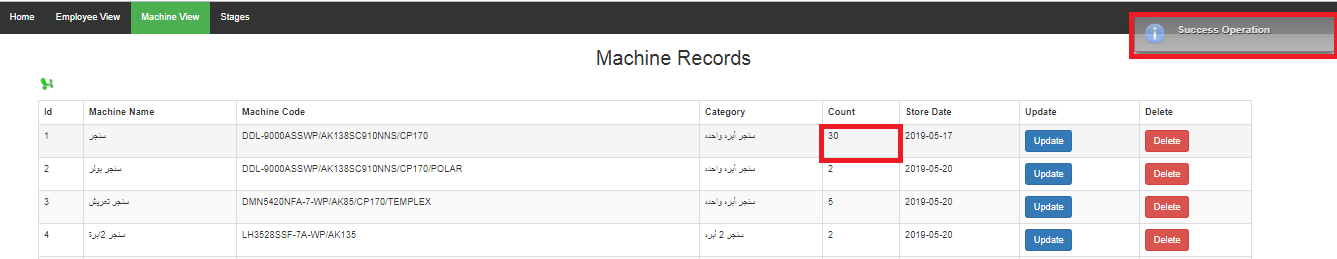 Home Employee View Machine View Stages
Success Operation
Machine Records
Id Machine Name Machine Code Category Count Store Date Update Delete
1 سنجر DDL-9000ASSWP/AK138SC910NNS/CP170 سنجر أبره واحده 30 2019-05-17 Update Delete
2 سنجر بولر DDL-9000ASSWP/AK138SC910NNS/CP170/POLAR سنجر أبره واحده 2 2019-05-20 Update Delete
3 سنجر تعريش DMN5420NFA-7-WP/AK85/CP170/TEMPLEX سنجر أبره واحده 5 2019-05-20 Update Delete
4 سنجر 2ابرة LH3528SSF-7A-WP/AK135 سنجر 2 أبره 2 2019-05-20 Update Delete